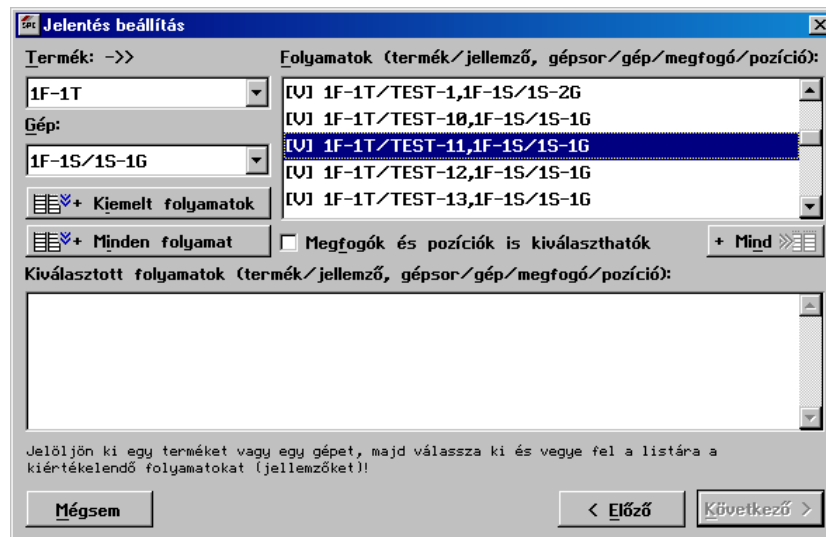 SPC Jelentés beállítás
Termék: ->>
Folyamatok (termék/jellemző, gépsor/gép/megfogó/pozíció):
1F-1T
[V] 1F-1T/TEST-1,1F-1S/1S-2G
[V] 1F-1T/TEST-10,1F-1S/1S-1G
Gép:
[V] 1F-1T/TEST-11,1F-1S/1S-1G
1F-1S/1S-1G
[V] 1F-1T/TEST-12,1F-1S/1S-1G
[V] 1F-1T/TEST-13,1F-1S/1S-1G
+ Kiemelt folyamatok
+ Minden folyamat
Megfogók és pozíciók is kiválaszthatók
+ Mind
Kiválasztott folyamatok (termék/jellemző, gépsor/gép/megfogó/pozíció):
Jelöljön ki egy terméket vagy egy gépet, majd válassza ki és vegye fel a listára a
kiértékelendő folyamatokat (jellemzőket)!
Mégsem
< Előző
Következő >